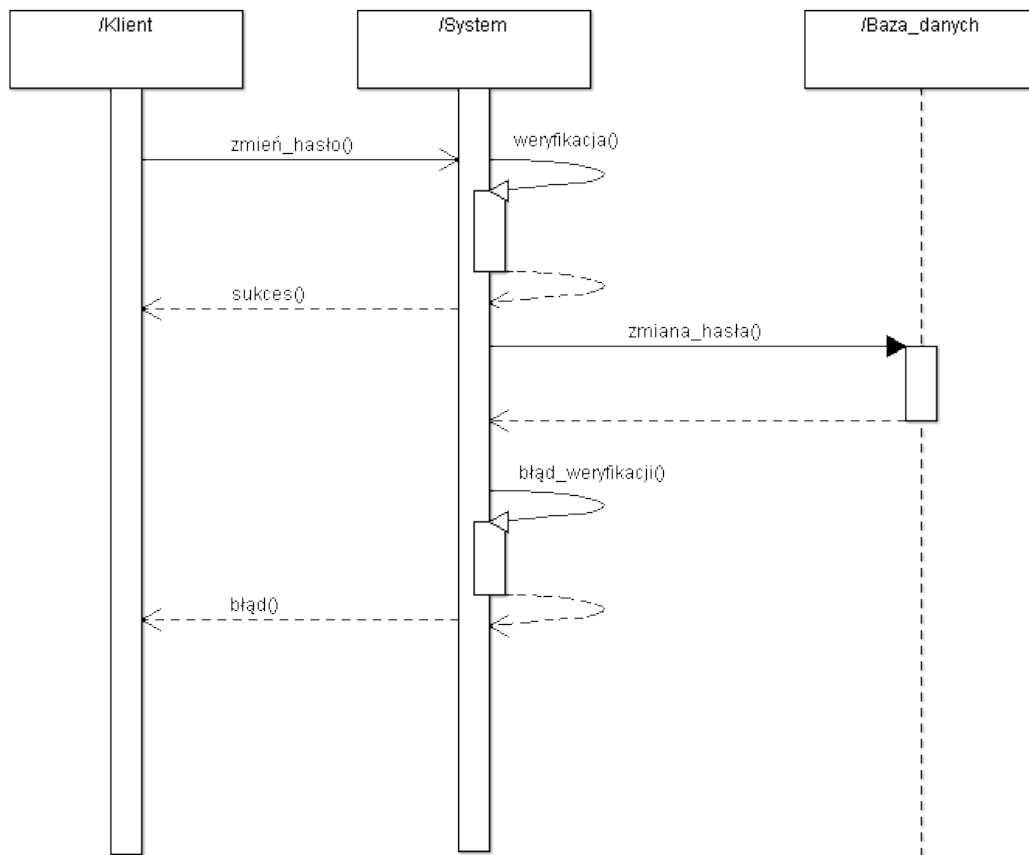 /Klient
/System
/Baza_danych
zmień_hasło()
weryfikacja()
sukces()
zmiana_hasła()
błąd_weryfikacji()
błąd()